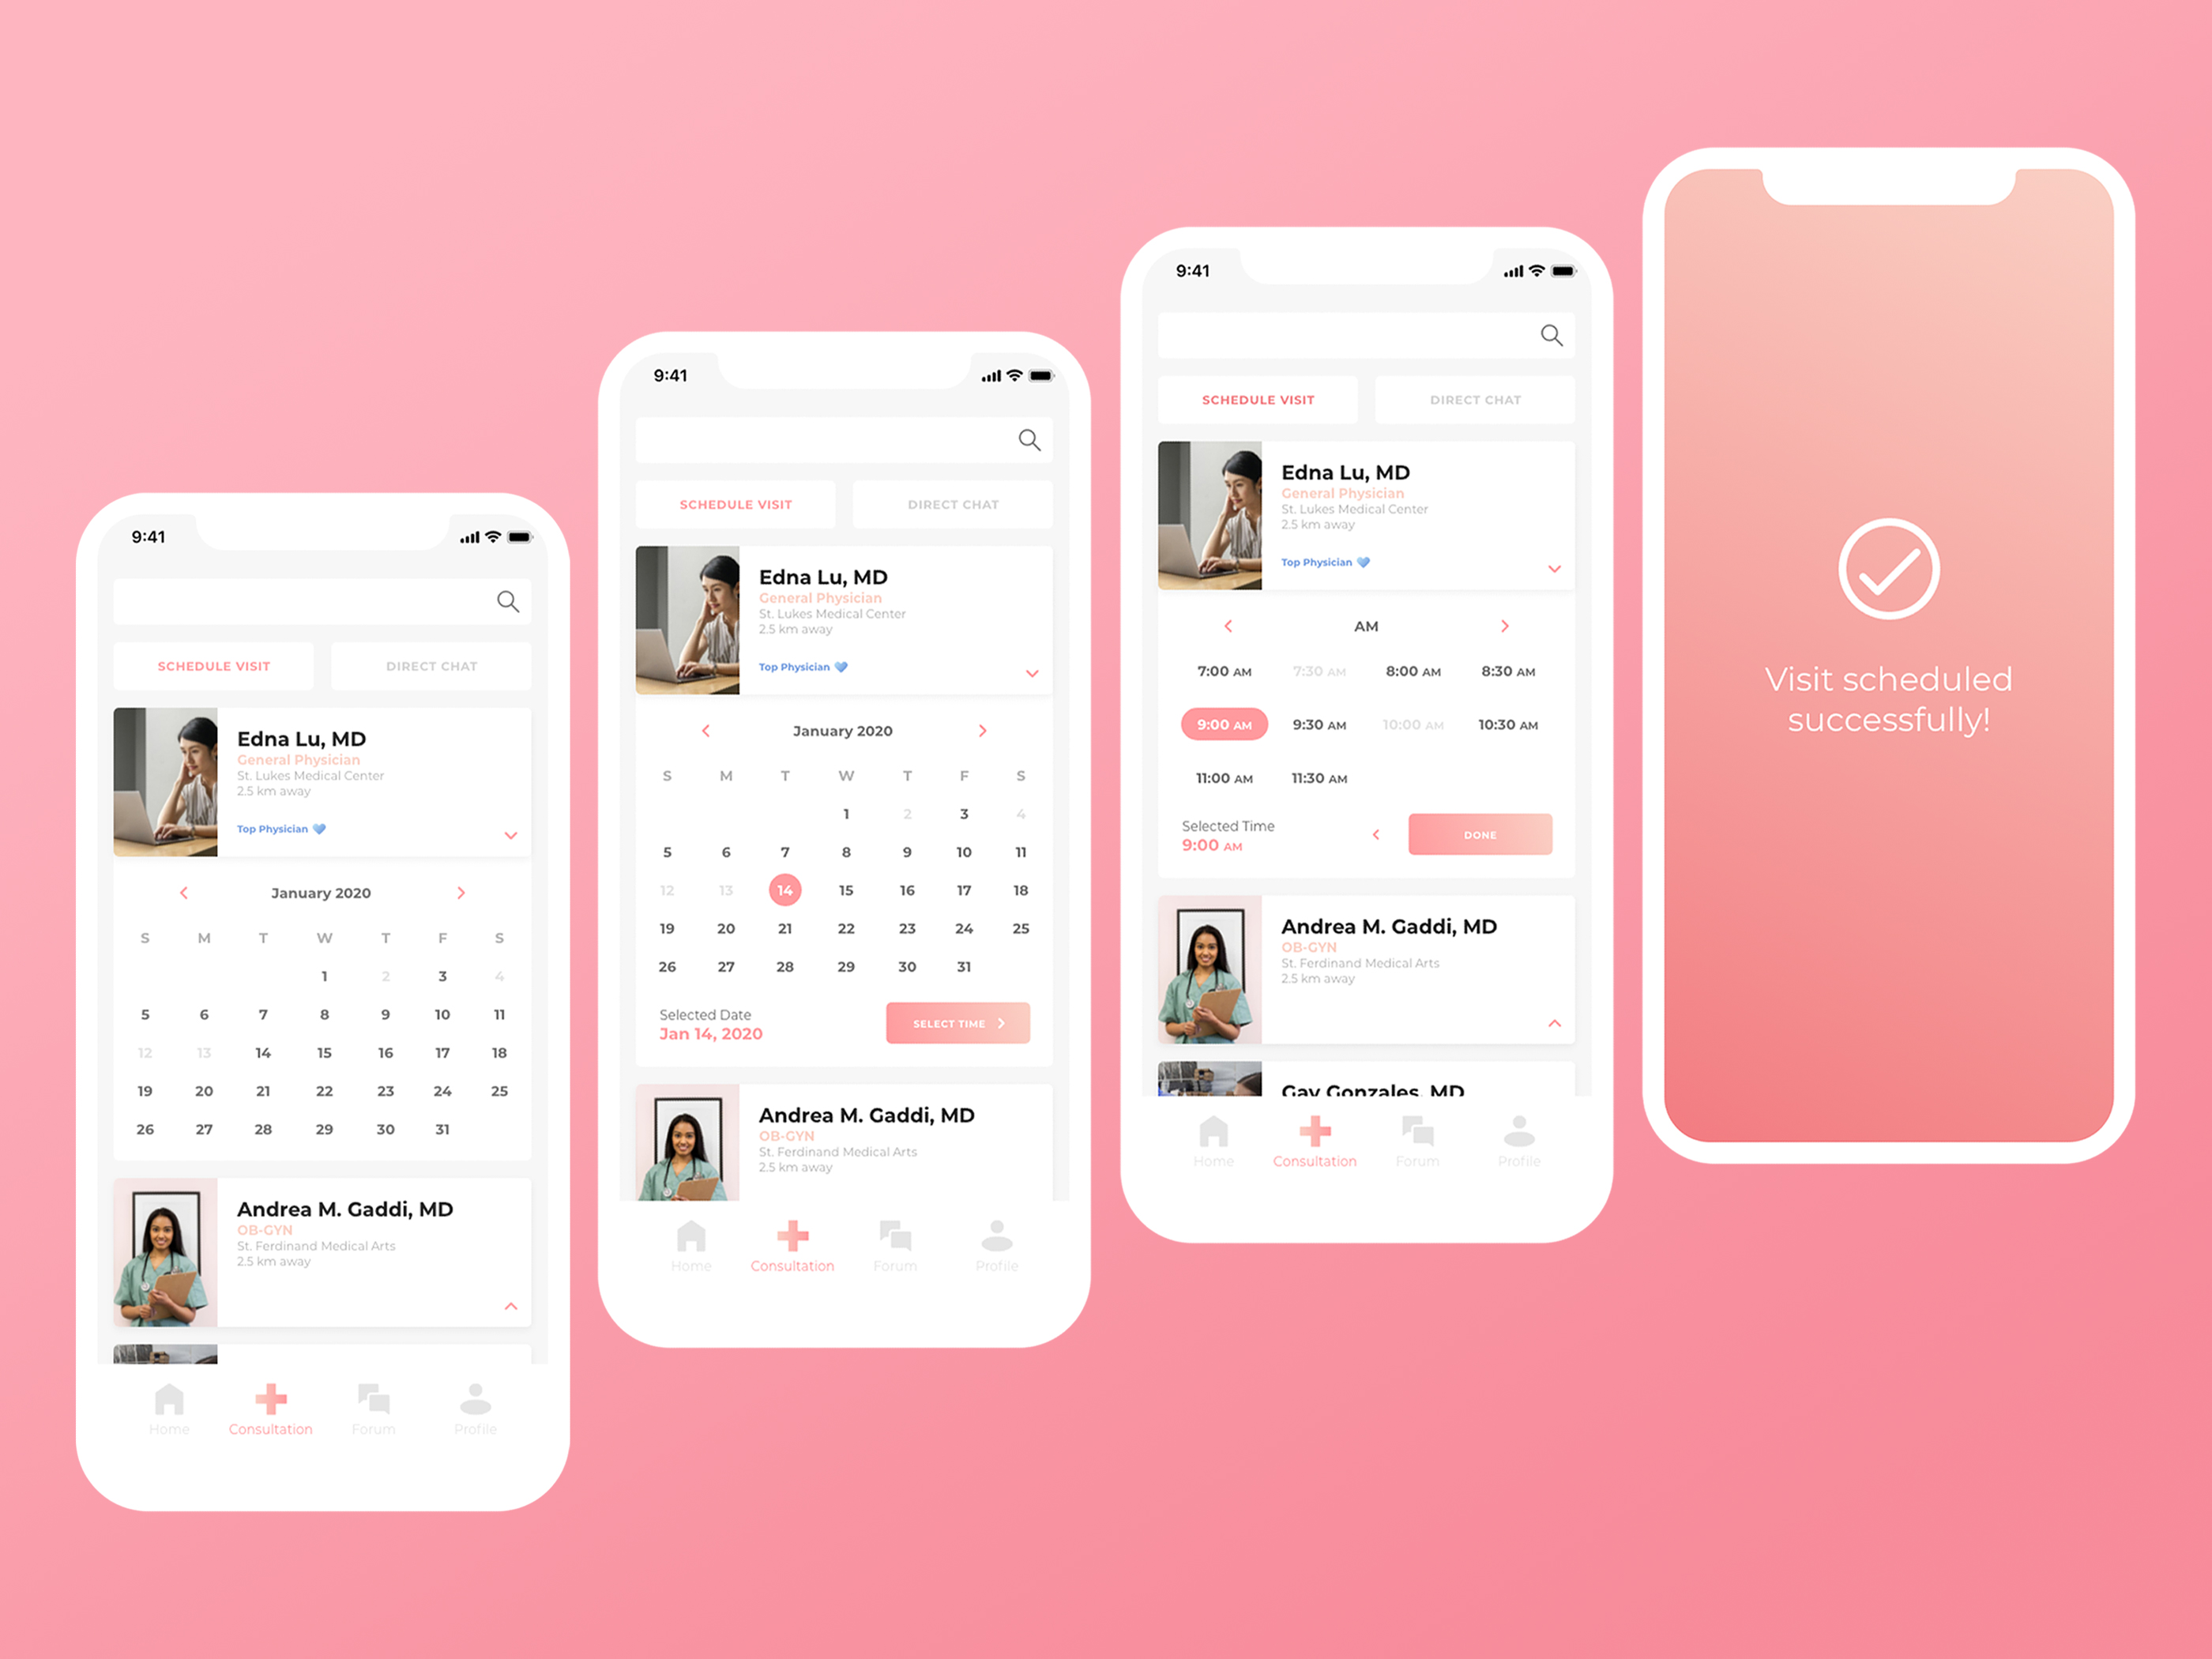 9:41
SCHEDULE VISIT DIRECT CHAT
Edna Lu, MD
General Physician
St. Lukes Medical Center
2.5 km away
Top Physician
January 2020
S M T W T F S
1 2 3 4
5 6 7 8 9 10 11
12 13 14 15 16 17 18
19 20 21 22 23 24 25
26 27 28 29 30 31
Andrea M. Gaddi, MD
OB-GYN
St. Ferdinand Medical Arts
2.5 km away
Home Consultation Forum Profile
9:41
SCHEDULE VISIT DIRECT CHAT
Edna Lu, MD
General Physician
St. Lukes Medical Center
2.5 km away
Top Physician
January 2020
S M T W T F S
1 2 3 4
5 6 7 8 9 10 11
12 13 14 15 16 17 18
19 20 21 22 23 24 25
26 27 28 29 30 31
Selected Date
Jan 14, 2020
SELECT TIME
Andrea M. Gaddi, MD
OB-GYN
St. Ferdinand Medical Arts
2.5 km away
Home Consultation Forum Profile
9:41
SCHEDULE VISIT DIRECT CHAT
Edna Lu, MD
General Physician
St. Lukes Medical Center
2.5 km away
Top Physician
AM
7:00 AM 7:30 AM 8:00 AM 8:30 AM
9:00 AM 9:30 AM 10:00 AM 10:30 AM
11:00 AM 11:30 AM
Selected Time
9:00 AM
DONE
Andrea M. Gaddi, MD
OB-GYN
St. Ferdinand Medical Arts
2.5 km away
Gay Gonzales, MD
Home Consultation Forum Profile
Visit scheduled
successfully!